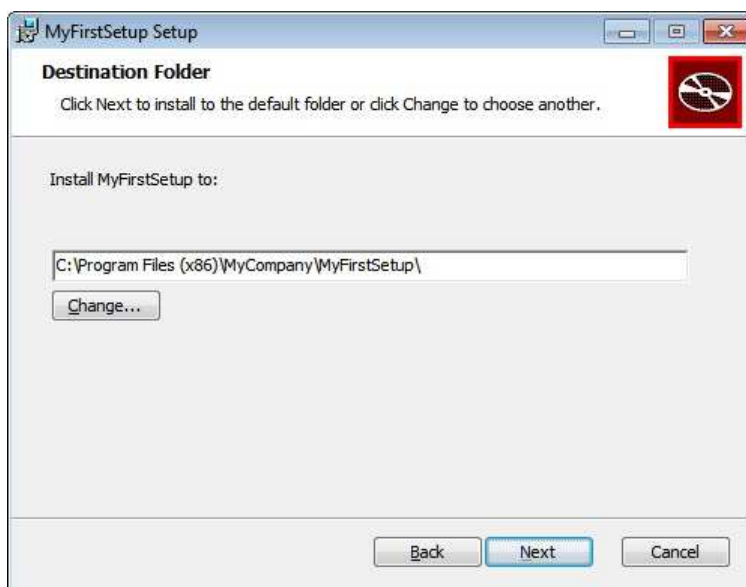 MyFirstSetup Setup
Destination Folder
Click Next to install to the default folder or click Change to choose another.
Install MyFirstSetup to:
C:\Program Files (x86)\MyCompany\MyFirstSetup\
Change...
Back Next Cancel